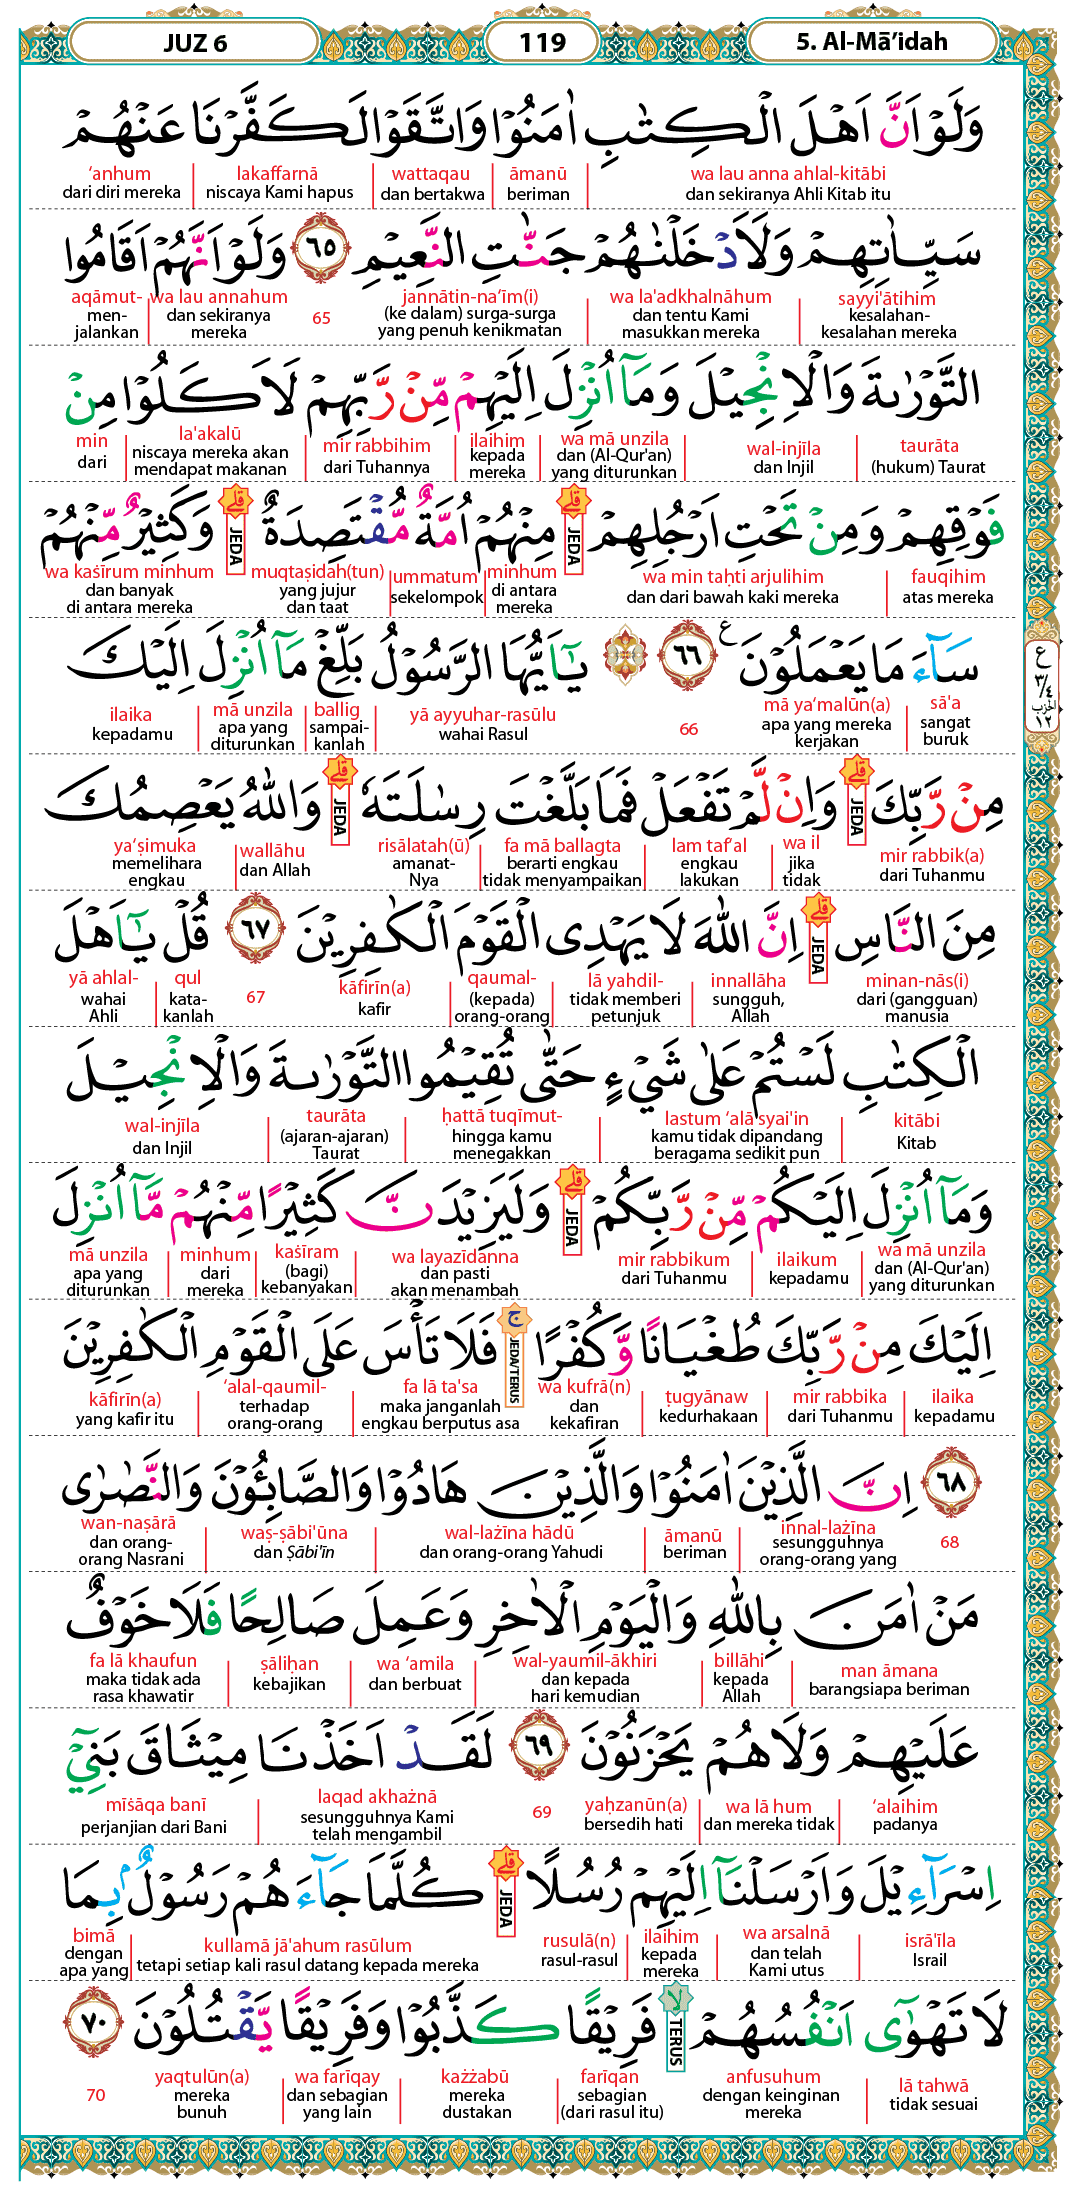 JUZ 6
119
5. Al-Mā’idah
وَلَوْ اَنَّ اَهْلَ الْكِتٰبِ اٰمَنُوْا وَاتَّقَوْا لَكَفَّرْنَا عَنْهُمْ
wa lau anna ahlal-kitābi āmanū wattaqau lakaffarnā ‘anhum
dan sekiranya Ahli Kitab itu beriman dan bertakwa niscaya Kami hapus dari diri mereka
سَيِّاٰتِهِمْ وَلَاَدْخَلْنٰهُمْ جَنّٰتِ النَّعِيْمِ ٦٥ وَلَوْ اَنَّهُمْ اَقَامُوا
sayyi'ātihim wa la'adkhalnāhum jannātin-na‘īm(i) 65 wa lau annahum aqāmut-
kesalahan-kesalahan mereka dan tentu Kami masukkan mereka (ke dalam) surga-surga yang penuh kenikmatan dan sekiranya mereka men-jalankan
التَّوْرٰىةَ وَالْاِنْجِيْلَ وَمَآ اُنْزِلَ اِلَيْهِمْ مِّنْ رَّبِّهِمْ لَاَكَلُوْا مِنْ
taurāta wal-injīla wa mā unzila ilaihim mir rabbihim la'akalū min
(hukum) Taurat dan Injil dan (Al-Qur'an) yang diturunkan kepada mereka dari Tuhannya niscaya mereka akan mendapat makanan dari
فَوْقِهِمْ وَمِنْ تَحْتِ اَرْجُلِهِمْ ۗ JEDA مِنْهُمْ اُمَّةٌ مُّقْتَصِدَةٌ ۗ JEDA وَكَثِيْرٌ مِّنْهُمْ
fauqihim wa min taḥti arjulihim minhum ummatum muqtaṣidah(tun) wa kaṡīrum minhum
atas mereka dan dari bawah kaki mereka di antara mereka sekelompok yang jujur dan taat dan banyak di antara mereka
سَآءَ مَا يَعْمَلُوْنَ ࣖ ٦٦ يٰٓاَيُّهَا الرَّسُوْلُ بَلِّغْ مَآ اُنْزِلَ اِلَيْكَ
sā'a mā ya‘malūn(a) 66 yā ayyuhar-rasūlu ballig mā unzila ilaika
sangat buruk apa yang mereka kerjakan wahai Rasul sampai-kanlah apa yang diturunkan kepadamu
ع ٣/٤ الحزب ١٢
مِنْ رَّبِّكَ ۗ JEDA وَاِنْ لَّمْ تَفْعَلْ فَمَا بَلَّغْتَ رِسٰلَتَهٗ ۗ JEDA وَاللّٰهُ يَعْصِمُكَ
mir rabbik(a) wa il lam taf‘al fa mā ballagta risālatah(ū) wallāhu ya‘ṣimuka
dari Tuhanmu jika tidak engkau lakukan berarti engkau tidak menyampaikan amanat-Nya dan Allah memelihara engkau
مِنَ النَّاسِ ۗ JEDA اِنَّ اللّٰهَ لَا يَهْدِى الْقَوْمَ الْكٰفِرِيْنَ ٦٧ قُلْ يٰٓاَهْلَ
minan-nās(i) innallāha lā yahdil- qaumal- kāfirīn(a) 67 qul yā ahlal-
dari (gangguan) manusia sungguh, Allah tidak memberi petunjuk (kepada) orang-orang kafir kata-kanlah wahai Ahli
الْكِتٰبِ لَسْتُمْ عَلٰى شَيْءٍ حَتّٰى تُقِيْمُوا التَّوْرٰىةَ وَالْاِنْجِيْلَ
kitābi lastum ‘alā syai'in ḥattā tuqīmut- taurāta wal-injīla
Kitab kamu tidak dipandang beragama sedikit pun hingga kamu menegakkan (ajaran-ajaran) Taurat dan Injil
وَمَآ اُنْزِلَ اِلَيْكُمْ مِّنْ رَّبِّكُمْ ۗ JEDA وَلَيَزِيْدَنَّ كَثِيْرًا مِّنْهُمْ مَّآ اُنْزِلَ
wa mā unzila ilaikum mir rabbikum wa layazīdanna kaṡīram minhum mā unzila
dan (Al-Qur'an) yang diturunkan kepadamu dari Tuhanmu dan pasti akan menambah (bagi) kebanyakan dari mereka apa yang diturunkan
اِلَيْكَ مِنْ رَّبِّكَ طُغْيَانًا وَّكُفْرًا ۚ JEDA/TERUS فَلَا تَأْسَ عَلَى الْقَوْمِ الْكٰفِرِيْنَ
ilaika mir rabbika ṭugyānaw wa kufrā(n) fa lā ta'sa ‘alal-qaumil- kāfirīn(a)
kepadamu dari Tuhanmu kedurhakaan dan kekafiran maka janganlah engkau berputus asa terhadap orang-orang yang kafir itu
٦٨ اِنَّ الَّذِيْنَ اٰمَنُوْا وَالَّذِيْنَ هَادُوْا وَالصَّابِـُٔوْنَ وَالنَّصٰرٰى
68 innal-lażīna āmanū wal-lażīna hādū waṣ-ṣābi'ūna wan-naṣārā
sesungguhnya orang-orang yang beriman dan orang-orang Yahudi dan Ṣābi'īn dan orang-orang Nasrani
مَنْ اٰمَنَ بِاللّٰهِ وَالْيَوْمِ الْاٰخِرِ وَعَمِلَ صَالِحًا فَلَا خَوْفٌ
man āmana billāhi wal-yaumil-ākhiri wa ‘amila ṣāliḥan fa lā khaufun
barangsiapa beriman kepada Allah dan kepada hari kemudian dan berbuat kebajikan maka tidak ada rasa khawatir
عَلَيْهِمْ وَلَا هُمْ يَحْزَنُوْنَ ٦٩ لَقَدْ اَخَذْنَا مِيْثَاقَ بَنِيْٓ
‘alaihim wa lā hum yaḥzanūn(a) 69 laqad akhażnā mīṡāqa banī
padanya dan mereka tidak bersedih hati sesungguhnya Kami telah mengambil perjanjian dari Bani
اِسْرَاۤءِيْلَ وَاَرْسَلْنَآ اِلَيْهِمْ رُسُلًا ۗ JEDA كُلَّمَا جَاۤءَهُمْ رَسُوْلٌۢ بِمَا
isrā'īla wa arsalnā ilaihim rusulā(n) kullamā jā'ahum rasūlum bimā
Israil dan telah Kami utus kepada mereka rasul-rasul tetapi setiap kali rasul datang kepada mereka dengan apa yang
لَا تَهْوٰٓى اَنْفُسُهُمْ ۙ TERUS فَرِيْقًا كَذَّبُوْا وَفَرِيْقًا يَّقْتُلُوْنَ ٧٠
lā tahwā anfusuhum farīqan każżabū wa farīqay yaqtulūn(a) 70
tidak sesuai dengan keinginan mereka sebagian (dari rasul itu) mereka dustakan dan sebagian yang lain mereka bunuh